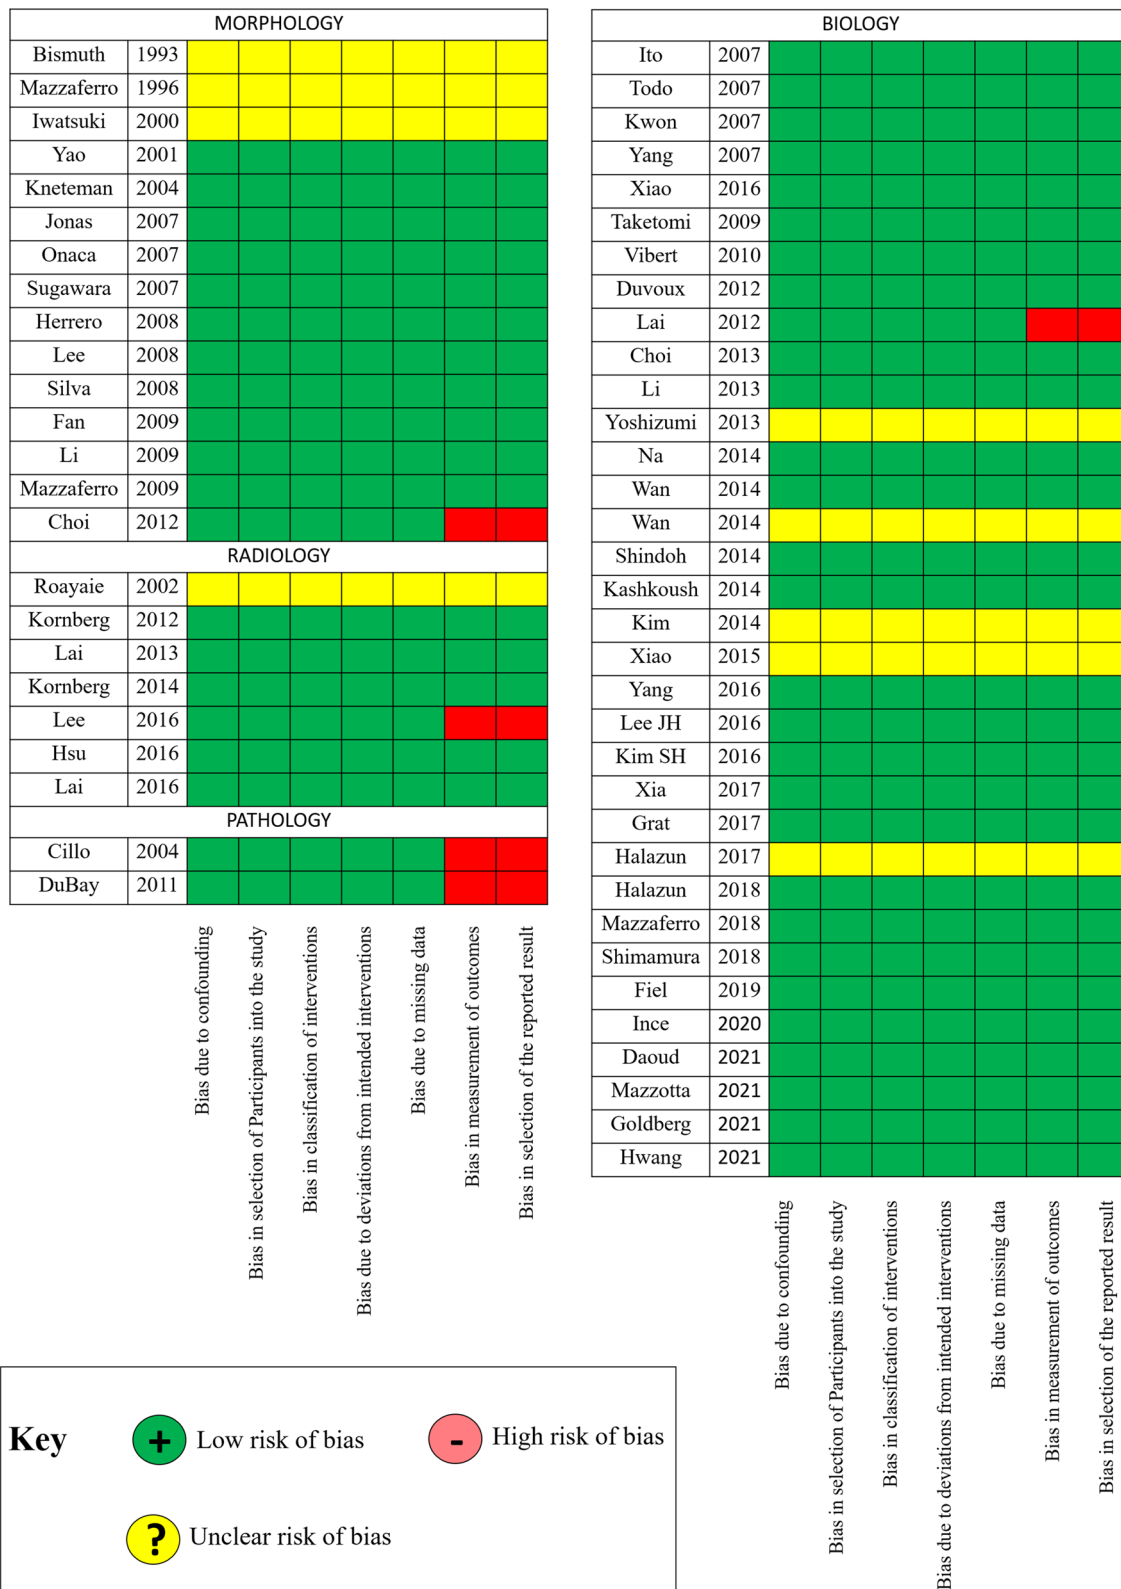 MORPHOLOGY
Bismuth 1993
Mazzaferro 1996
Iwatsuki 2000
Yao 2001
Kneteman 2004
Jonas 2007
Onaca 2007
Sugawara 2007
Herrero 2008
Lee 2008
Silva 2008
Fan 2009
Li 2009
Mazzaferro 2009
Choi 2012
RADIOLOGY
Roayaie 2002
Kornberg 2012
Lai 2013
Kornberg 2014
Lee 2016
Hsu 2016
Lai 2016
PATHOLOGY
Cillo 2004
DuBay 2011
Bias due to confounding
Bias in selection of Participants into the study
Bias in classification of interventions
Bias due to deviations from intended interventions
Bias due to missing data
Bias in measurement of outcomes
Bias in selection of the reported result
BIOLOGY
Ito 2007
Todo 2007
Kwon 2007
Yang 2007
Xiao 2016
Taketomi 2009
Vibert 2010
Duvoux 2012
Lai 2012
Choi 2013
Li 2013
Yoshizumi 2013
Na 2014
Wan 2014
Wan 2014
Shindoh 2014
Kashkoush 2014
Kim 2014
Xiao 2015
Yang 2016
Lee JH 2016
Kim SH 2016
Xia 2017
Grat 2017
Halazun 2017
Halazun 2018
Mazzaferro 2018
Shimamura 2018
Fiel 2019
Ince 2020
Daoud 2021
Mazzotta 2021
Goldberg 2021
Hwang 2021
Bias due to confounding
Bias in selection of Participants into the study
Bias in classification of interventions
Bias due to deviations from intended interventions
Bias due to missing data
Bias in measurement of outcomes
Bias in selection of the reported result
Key
+ Low risk of bias
- High risk of bias
? Unclear risk of bias